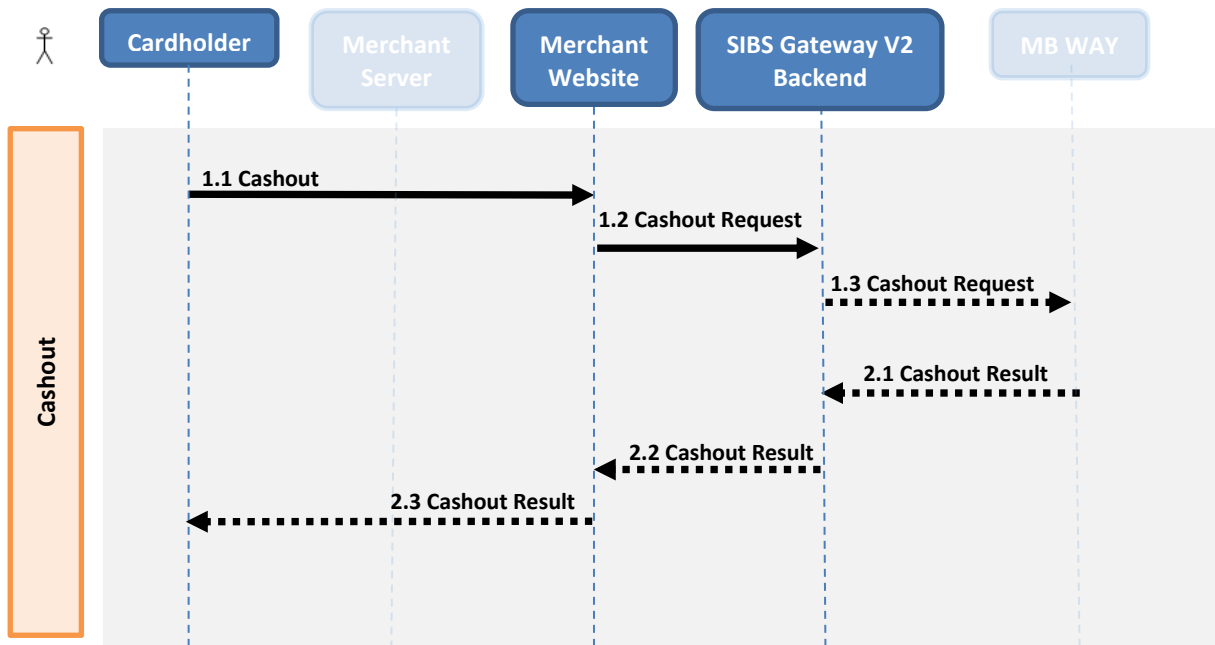 Cardholder
Merchant
Server
Merchant
Website
SIBS Gateway V2
Backend
MB WAY
Cashout
1.1 Cashout
1.2 Cashout Request
1.3 Cashout Request
2.1 Cashout Result
2.2 Cashout Result
2.3 Cashout Result